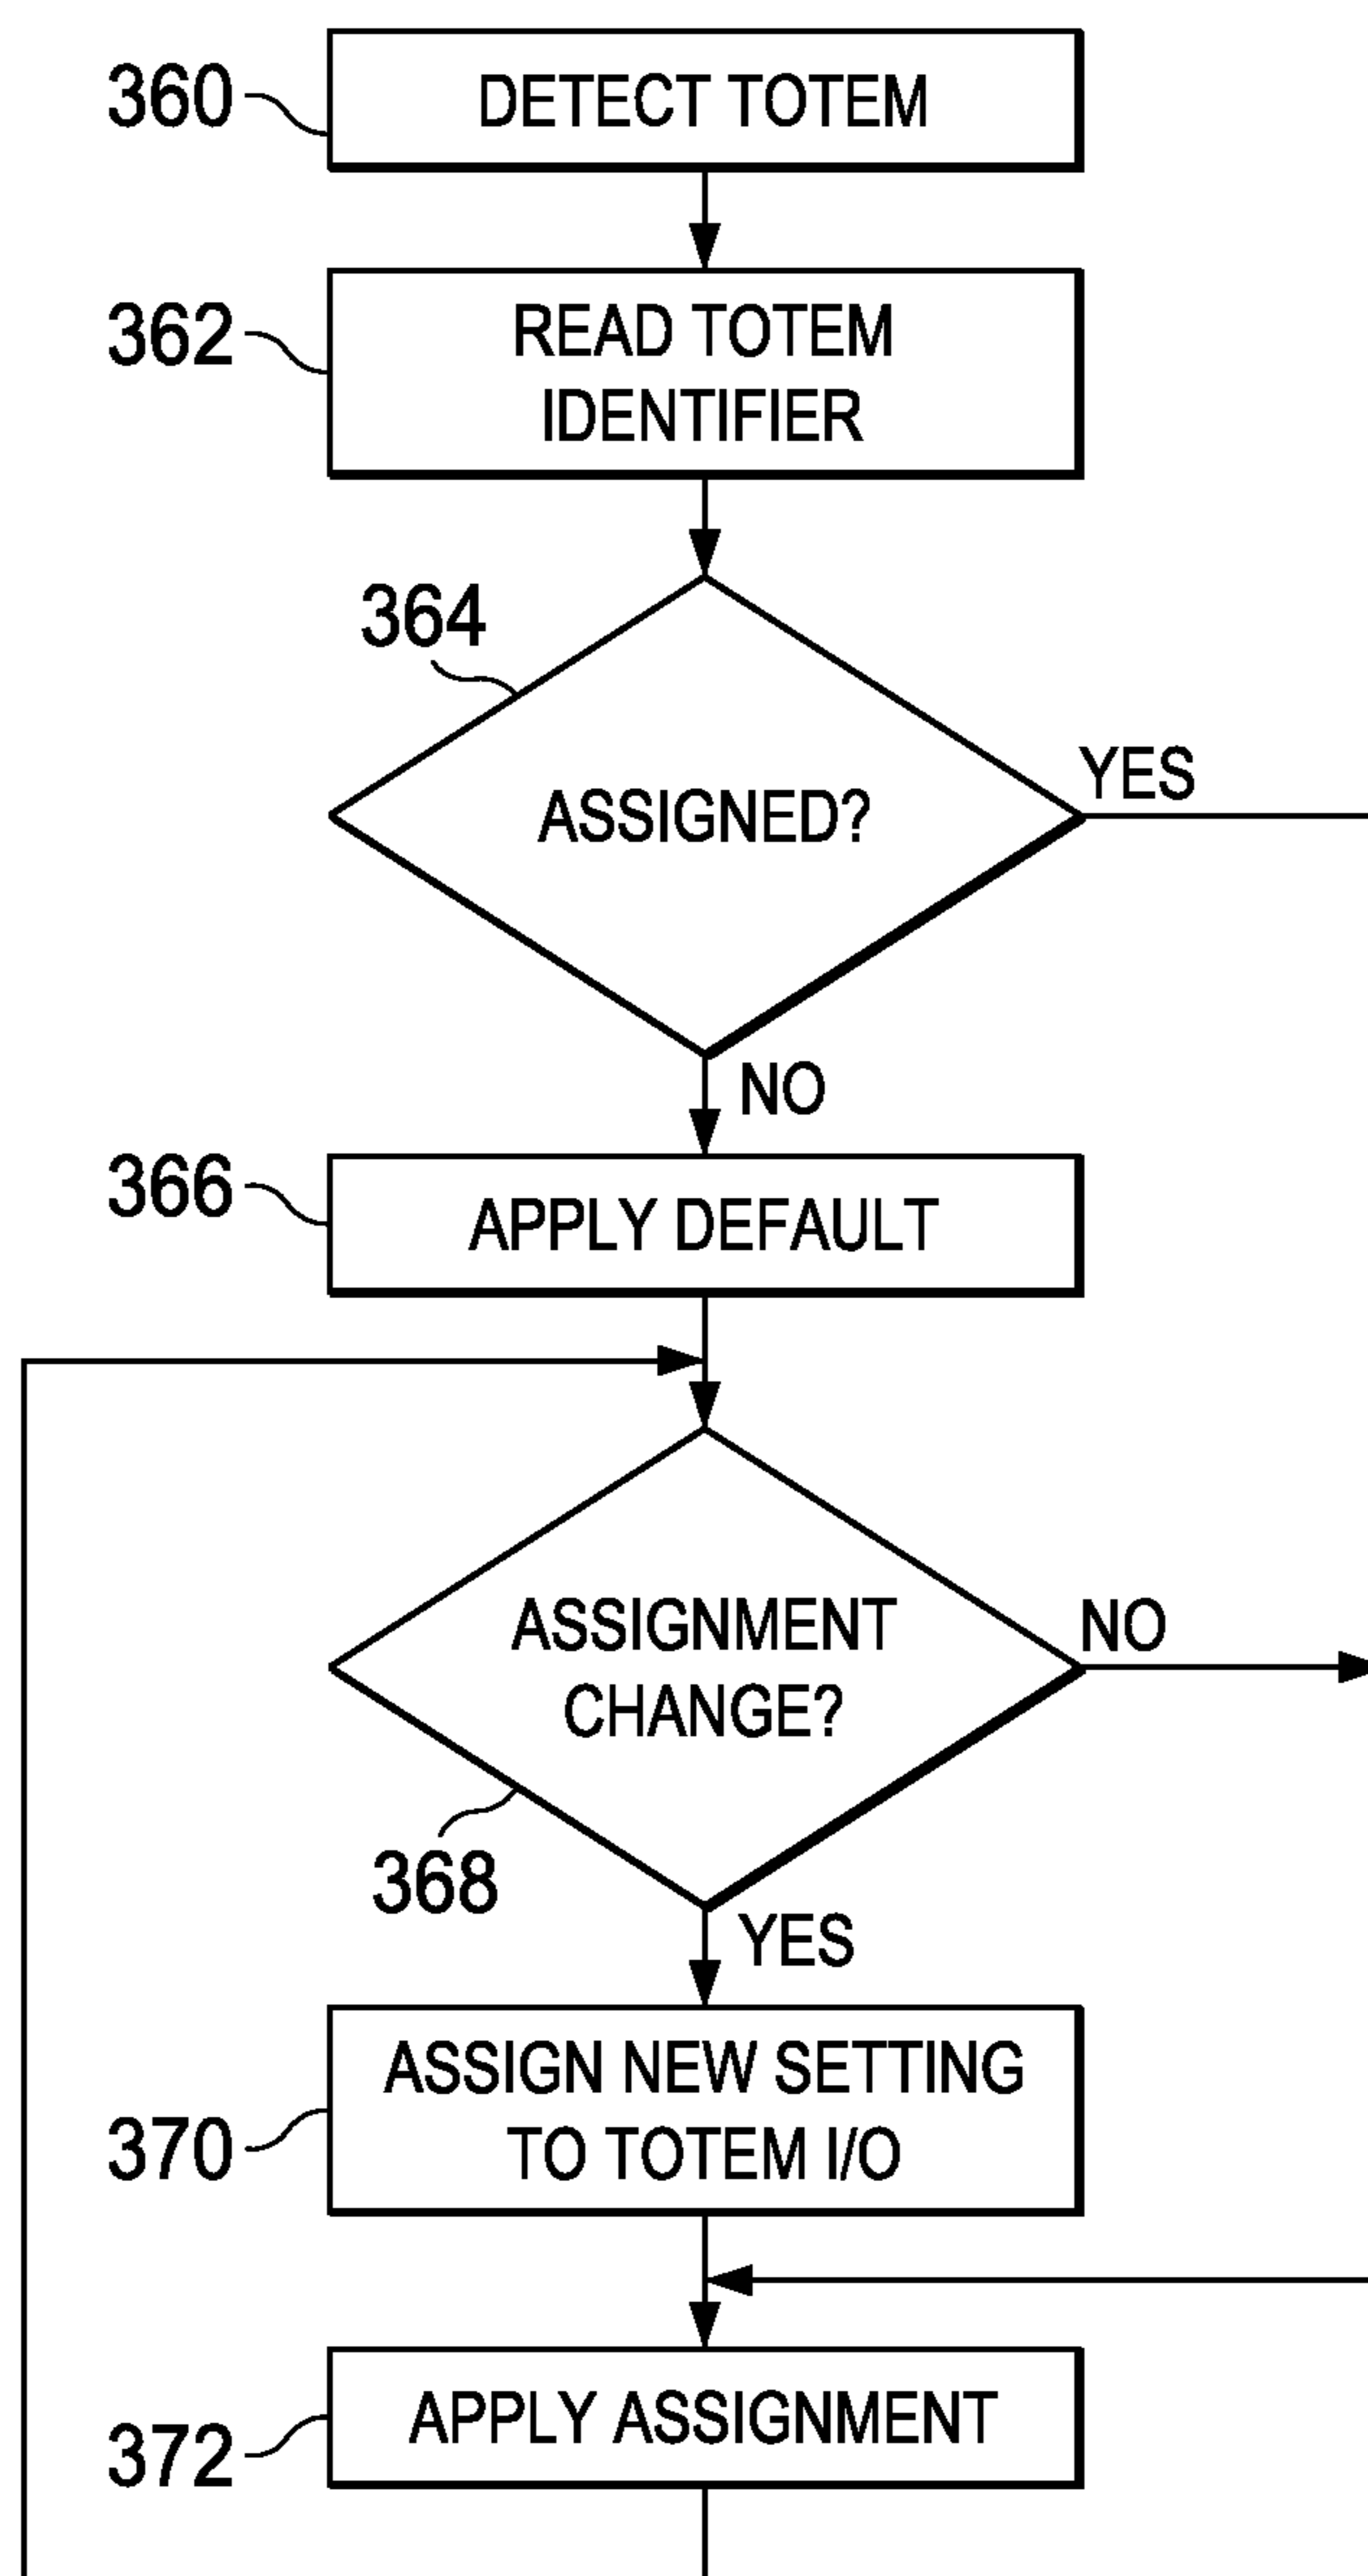 360
DETECT TOTEM
362
READ TOTEM
IDENTIFIER
364
ASSIGNED?
YES
NO
366
APPLY DEFAULT
ASSIGNMENT
CHANGE?
NO
368
YES
370
ASSIGN NEW SETTING
TO TOTEM I/O
372
APPLY ASSIGNMENT